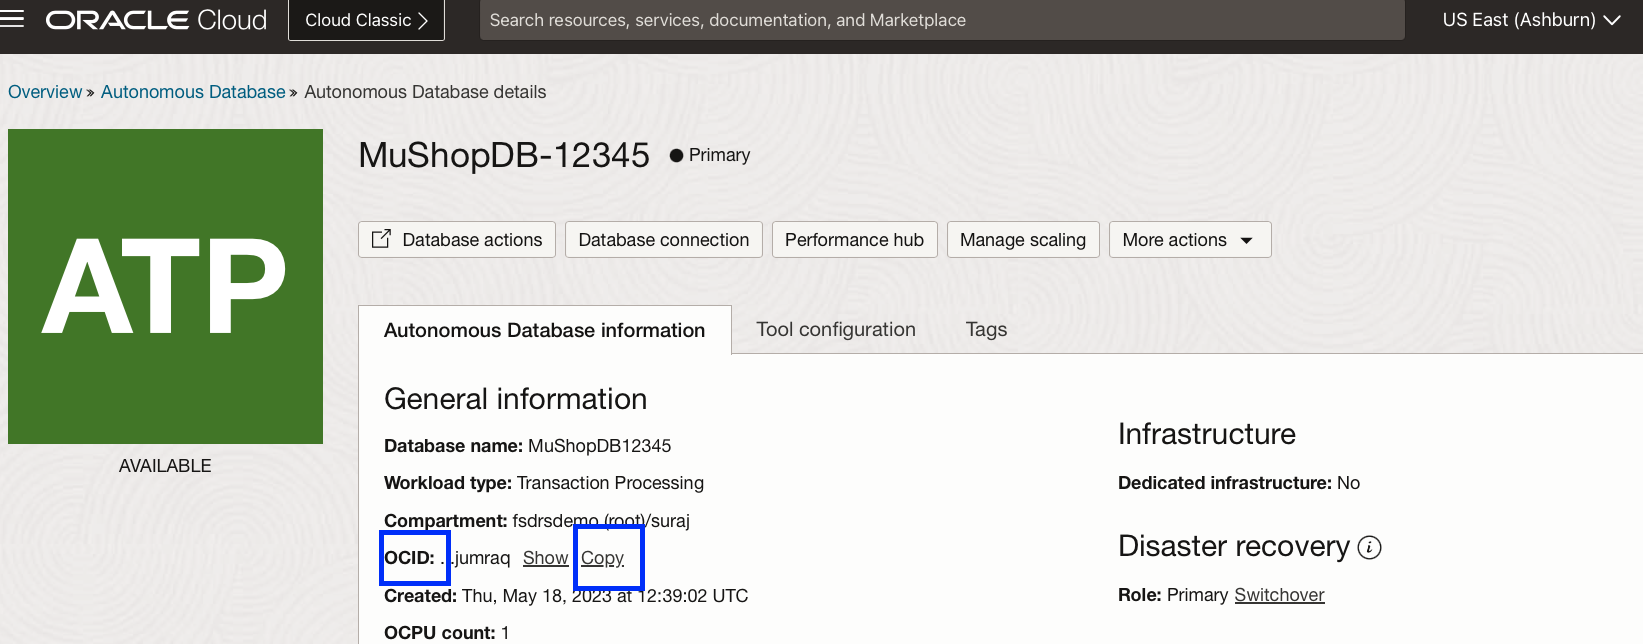 ORACLE Cloud
Cloud Classic
Search resources, services, documentation, and Marketplace
US East (Ashburn)
Overview » Autonomous Database » Autonomous Database details
ATP
AVAILABLE
MuShopDB-12345 ● Primary
Database actions
Database connection
Performance hub
Manage scaling
More actions
Autonomous Database information
Tool configuration
Tags
General information
Database name: MuShopDB12345
Workload type: Transaction Processing
Compartment: fsdrsdemo (root)/suraj
OCID: ...jumraq Show Copy
Created: Thu, May 18, 2023 at 12:39:02 UTC
OCPU count: 1
Infrastructure
Dedicated infrastructure: No
Disaster recovery
Role: Primary Switchover